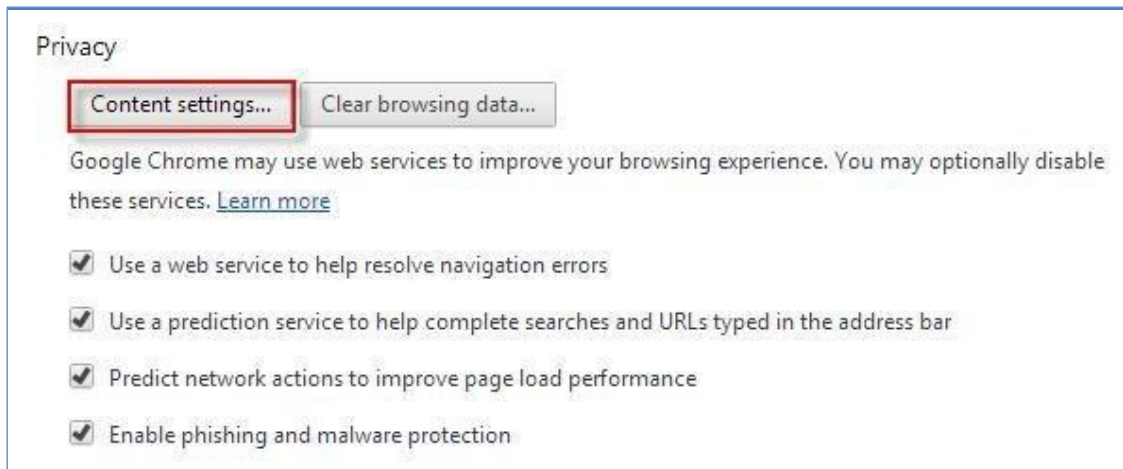 Privacy
Content settings... Clear browsing data...
Google Chrome may use web services to improve your browsing experience. You may optionally disable
these services. Learn more
Use a web service to help resolve navigation errors
Use a prediction service to help complete searches and URLs typed in the address bar
Predict network actions to improve page load performance
Enable phishing and malware protection